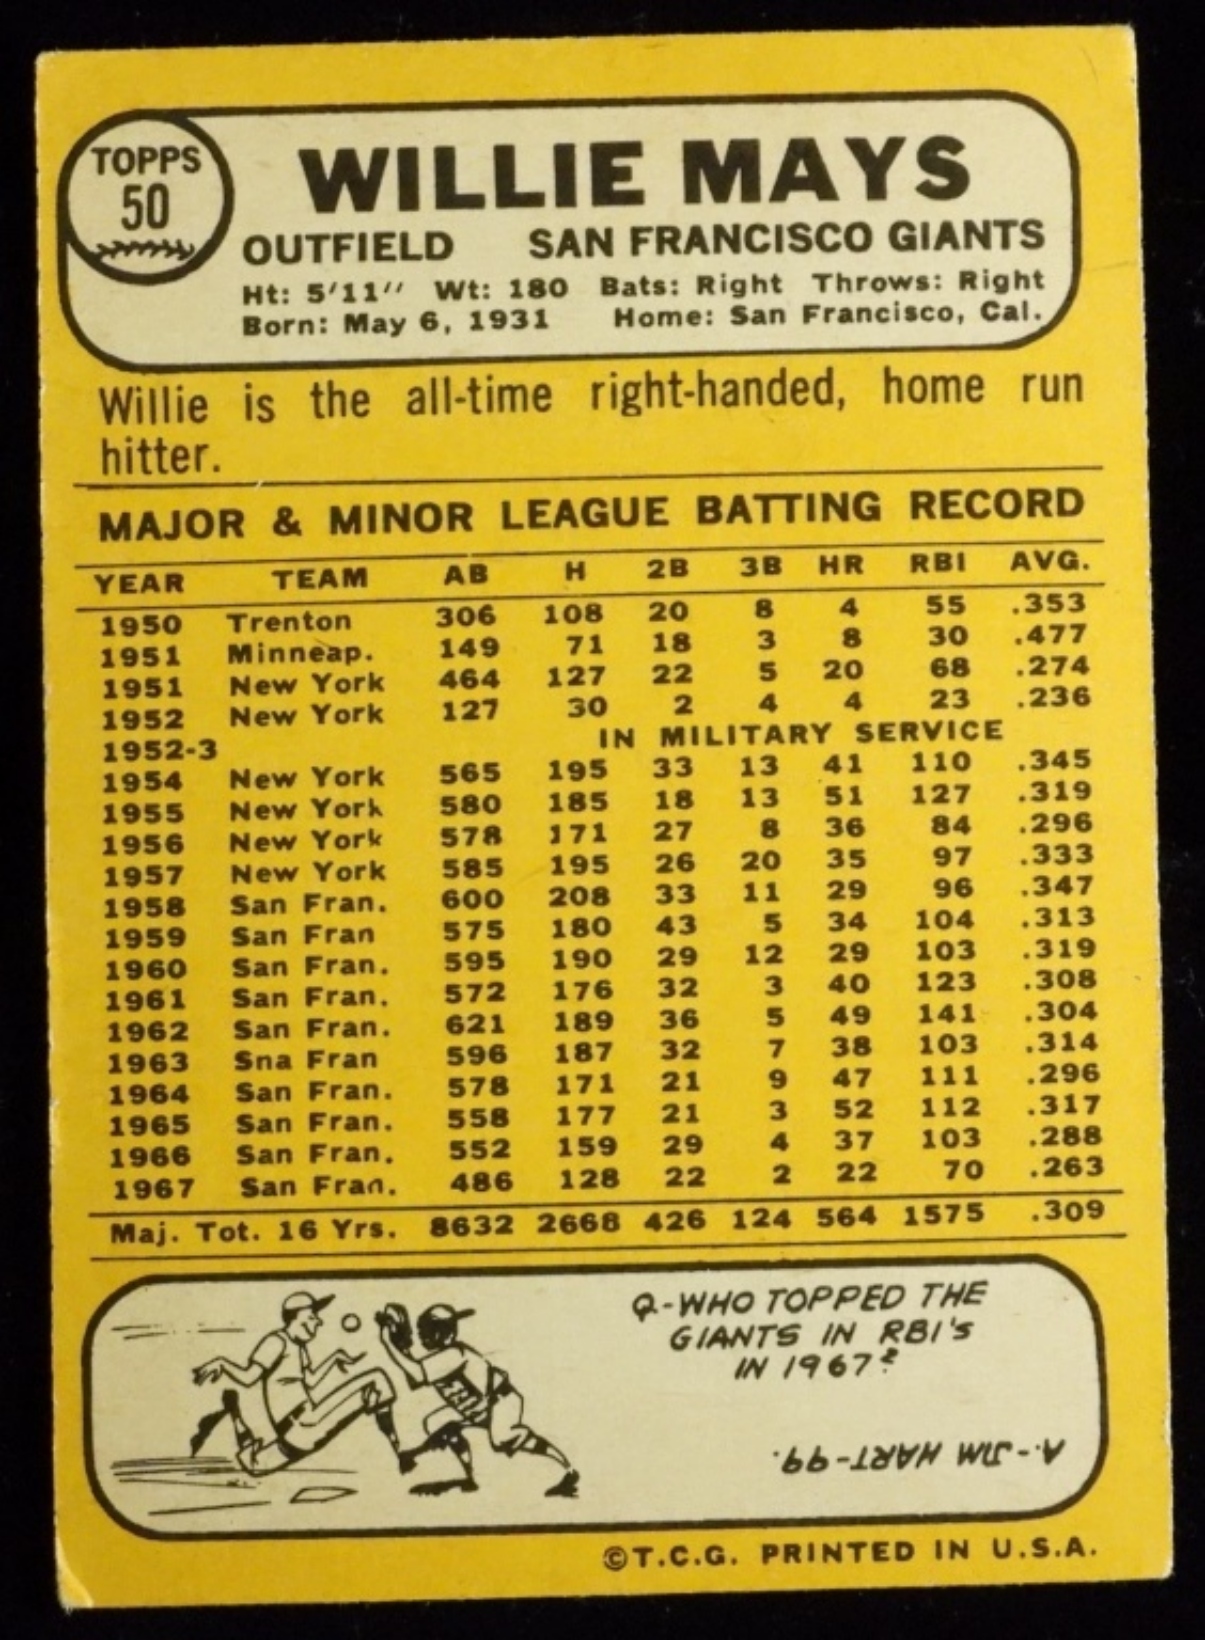 TOPPS
50
WILLIE MAYS
OUTFIELD SAN FRANCISCO GIANTS
Ht: 5'11" Wt: 180 Bats: Right Throws: Right
Born: May 6, 1931 Home: San Francisco, Cal.
Willie is the all-time right-handed, home run
hitter.
MAJOR & MINOR LEAGUE BATTING RECORD
YEAR TEAM AB H 2B 3B HR RBI AVG.
1950 Trenton 306 108 20 8 4 55 .353
1951 Minneap. 149 71 18 3 8 30 .477
1951 New York 464 127 22 5 20 68 .274
1952 New York 127 30 2 4 4 23 .236
1952-3 IN MILITARY SERVICE
1954 New York 565 195 33 13 41 110 .345
1955 New York 580 185 18 13 51 127 .319
1956 New York 578 171 27 8 36 84 .296
1957 New York 585 195 26 20 35 97 .333
1958 San Fran. 600 208 33 11 29 96 .347
1959 San Fran 575 180 43 5 34 104 .313
1960 San Fran. 595 190 29 12 29 103 .319
1961 San Fran. 572 176 32 3 40 123 .308
1962 San Fran. 621 189 36 5 49 141 .304
1963 Sna Fran 596 187 32 7 38 103 .314
1964 San Fran. 578 171 21 9 47 111 .296
1965 San Fran. 558 177 21 3 52 112 .317
1966 San Fran. 552 159 29 4 37 103 .288
1967 San Fran. 486 128 22 2 22 70 .263
Maj. Tot. 16 Yrs. 8632 2668 426 124 564 1575 .309
Q-WHO TOPPED THE
GIANTS IN RBI'S
IN 1967?
A.-JIM HART-99.
©T.C.G. PRINTED IN U.S.A.